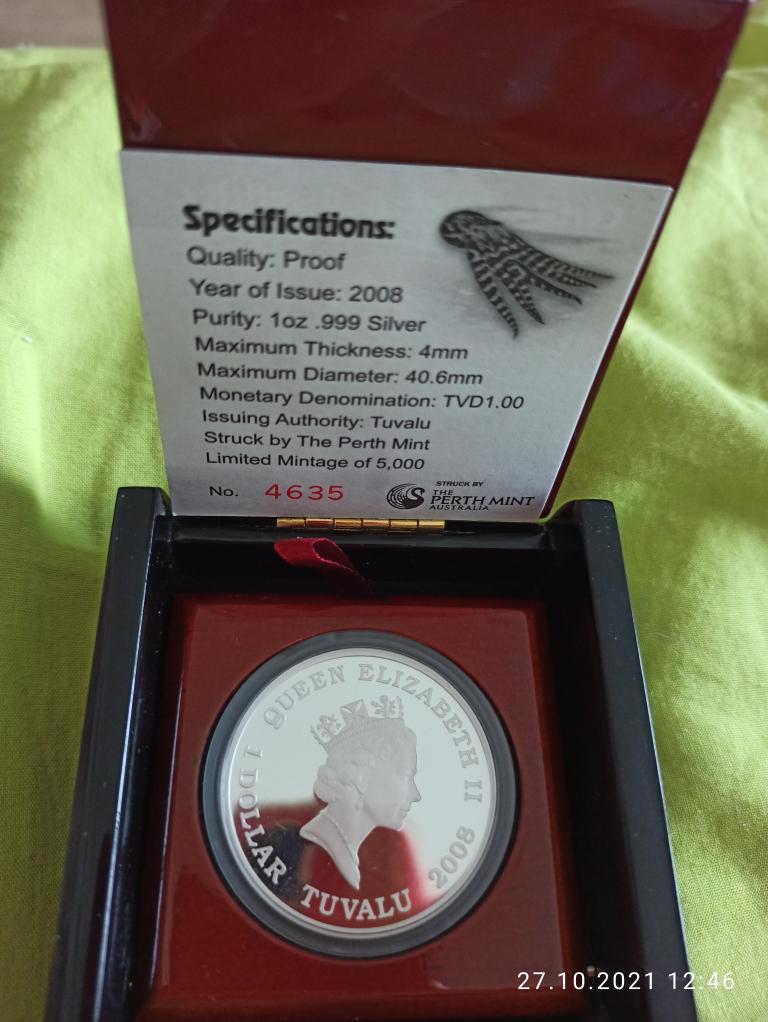 Specifications:
Quality: Proof
Year of Issue: 2008
Purity: 1oz .999 Silver
Maximum Thickness: 4mm
Maximum Diameter: 40.6mm
Monetary Denomination: TVD1.00
Issuing Authority: Tuvalu
Struck by The Perth Mint
Limited Mintage of 5,000
No. 4635
STRUCK BY
THE
PERTH MINT
AUSTRALIA
QUEEN ELIZABETH II
1 DOLLAR TUVALU 2008
27.10.2021 12:46